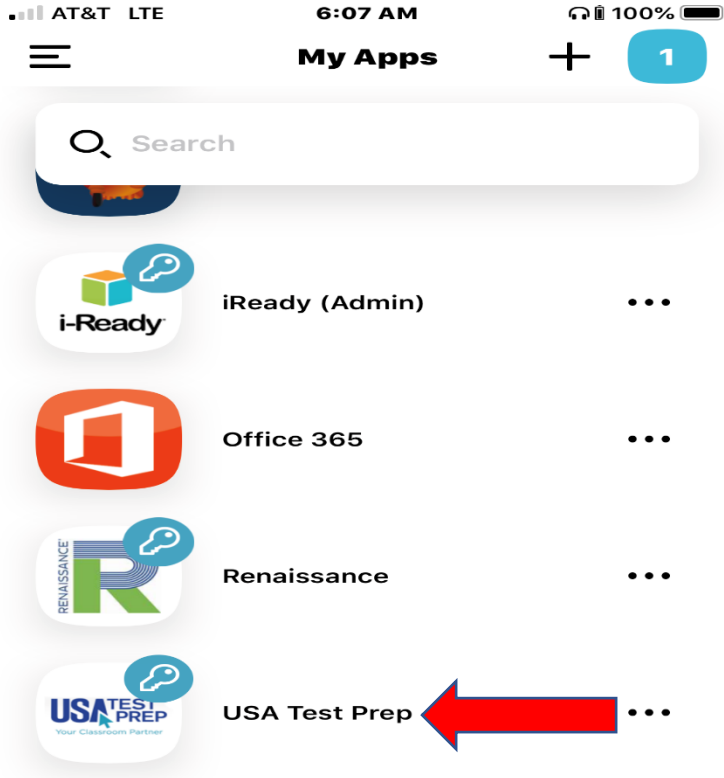 AT&T LTE 6:07 AM 100%
My Apps 1
Search
i-Ready
iReady (Admin) •••
Office 365 •••
RENAISSANCE
R
Renaissance •••
USA TEST PREP
Your Classroom Partner
USA Test Prep •••